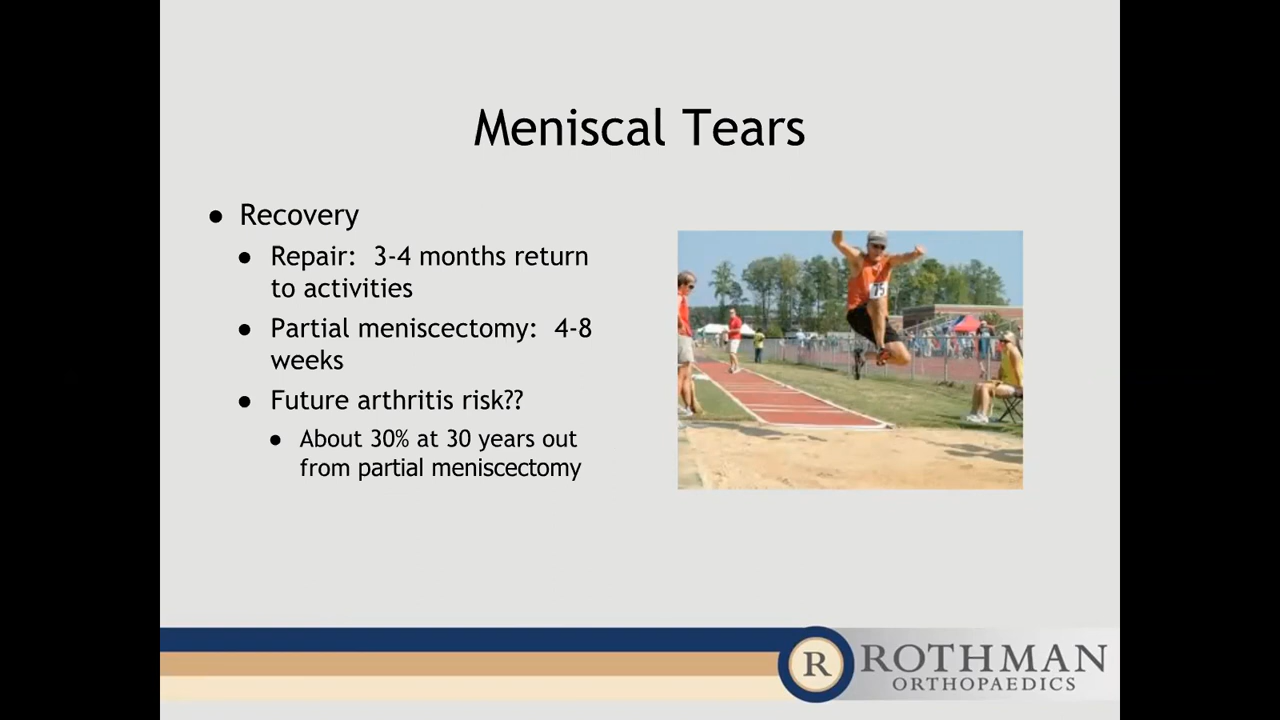 Meniscal Tears
● Recovery
● Repair: 3-4 months return
to activities
● Partial meniscectomy: 4-8
weeks
● Future arthritis risk??
● About 30% at 30 years out
from partial meniscectomy
75
R ROTHMAN
ORTHOPAEDICS